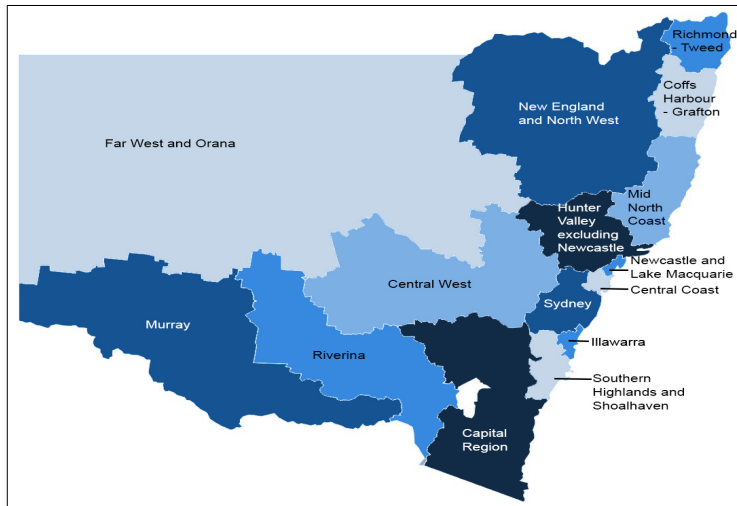 Richmond
- Tweed
Coffs
Harbour
- Grafton
New England
and North West
Far West and Orana
Mid
North
Coast
Hunter
Valley
excluding
Newcastle
Newcastle and
Lake Macquarie
Central Coast
Central West
Sydney
Murray
Illawarra
Riverina
Southern
Highlands and
Shoalhaven
Capital
Region